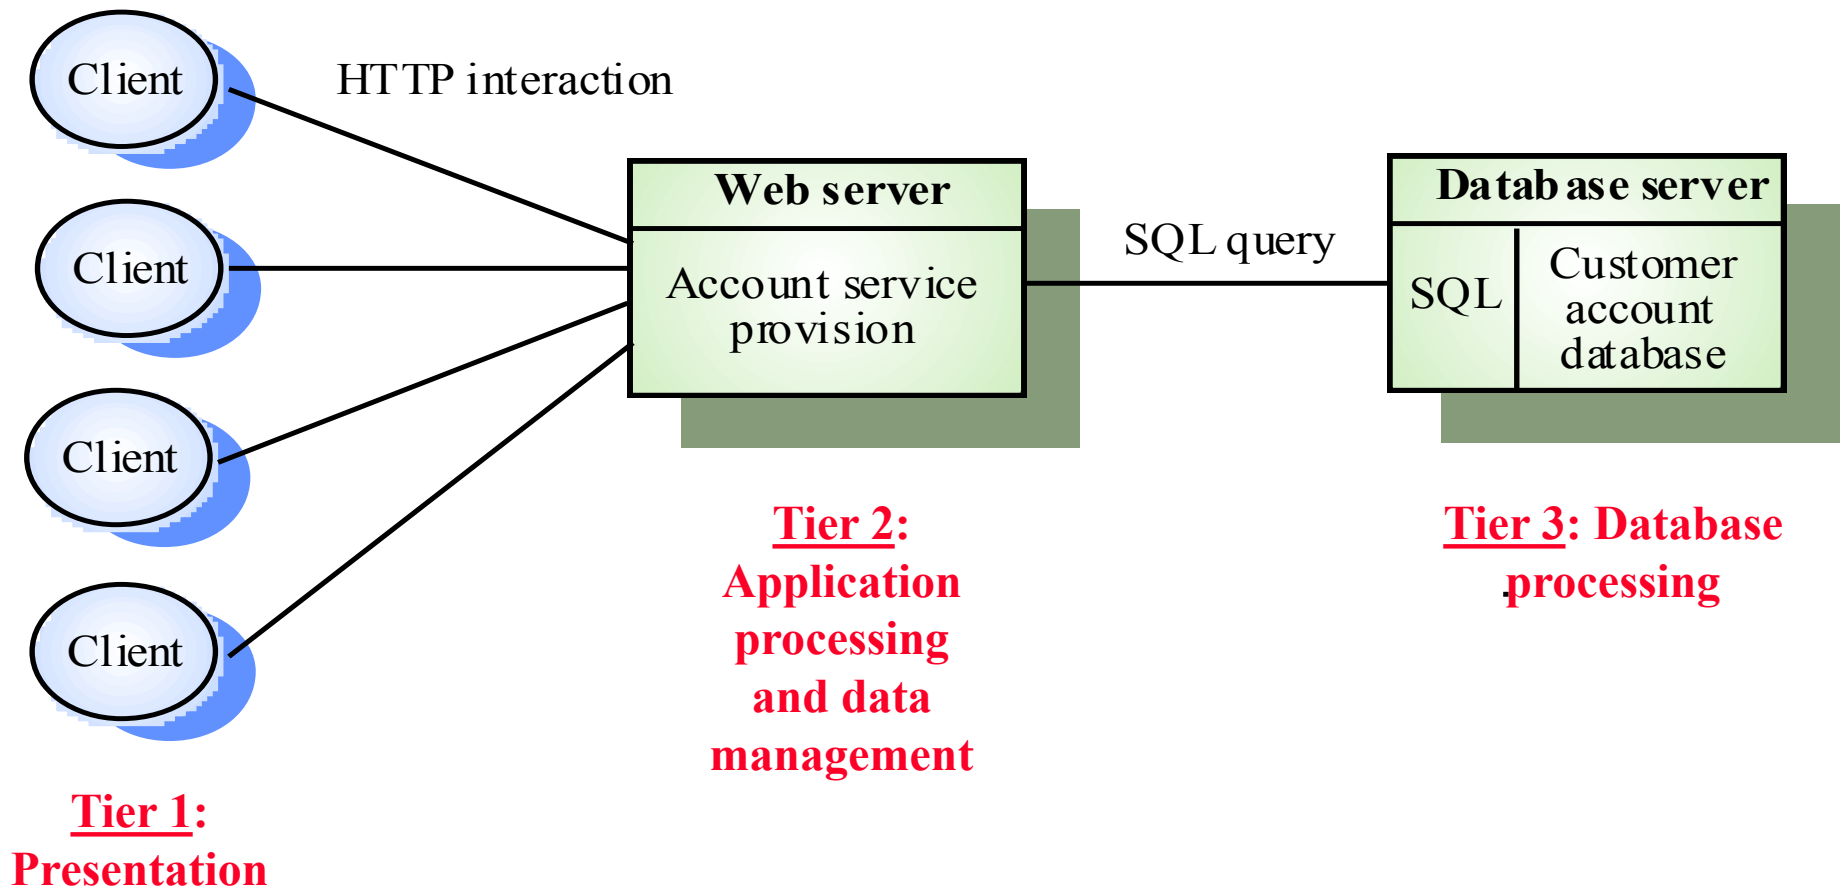 Client
HTTP interaction
Client
Client
Client
Tier 1:
Presentation
Web server
Account service
provision
Tier 2:
Application
processing
and data
management
SQL query
Database server
SQL
Customer
account
database
Tier 3: Database
.processing